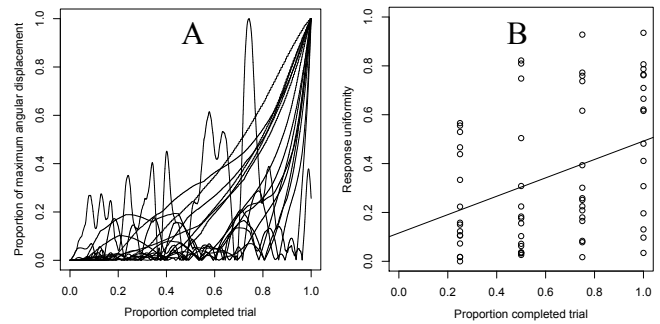 A
Proportion of maximum angular displacement
1.0
0.8
0.6
0.4
0.2
0.0
0.0 0.2 0.4 0.6 0.8 1.0
Proportion completed trial
B
Response uniformity
1.0
0.8
0.6
0.4
0.2
0.0
0.0 0.2 0.4 0.6 0.8 1.0
Proportion completed trial